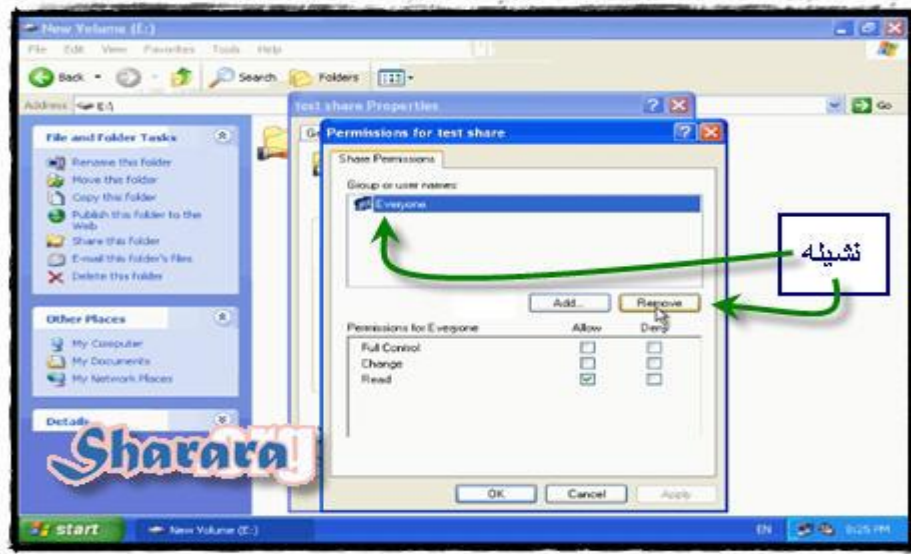 New Volume (E:)
File Edit View Favorites Tools Help
Back Search Folders
Address E:\ Go
test share Properties
Permissions for test share
Share Permissions
Group or user names:
Everyone
Add... Remove
Permissions for Everyone Allow Deny
Full Control
Change
Read
OK Cancel Apply
File and Folder Tasks
Rename this folder
Move this folder
Copy this folder
Publish this folder to the
Web
Share this folder
E-mail this folder's files
Delete this folder
Other Places
My Computer
My Documents
My Network Places
Details
نشيله
Sharara
org
start New Volume (E:) EN 8:25 PM